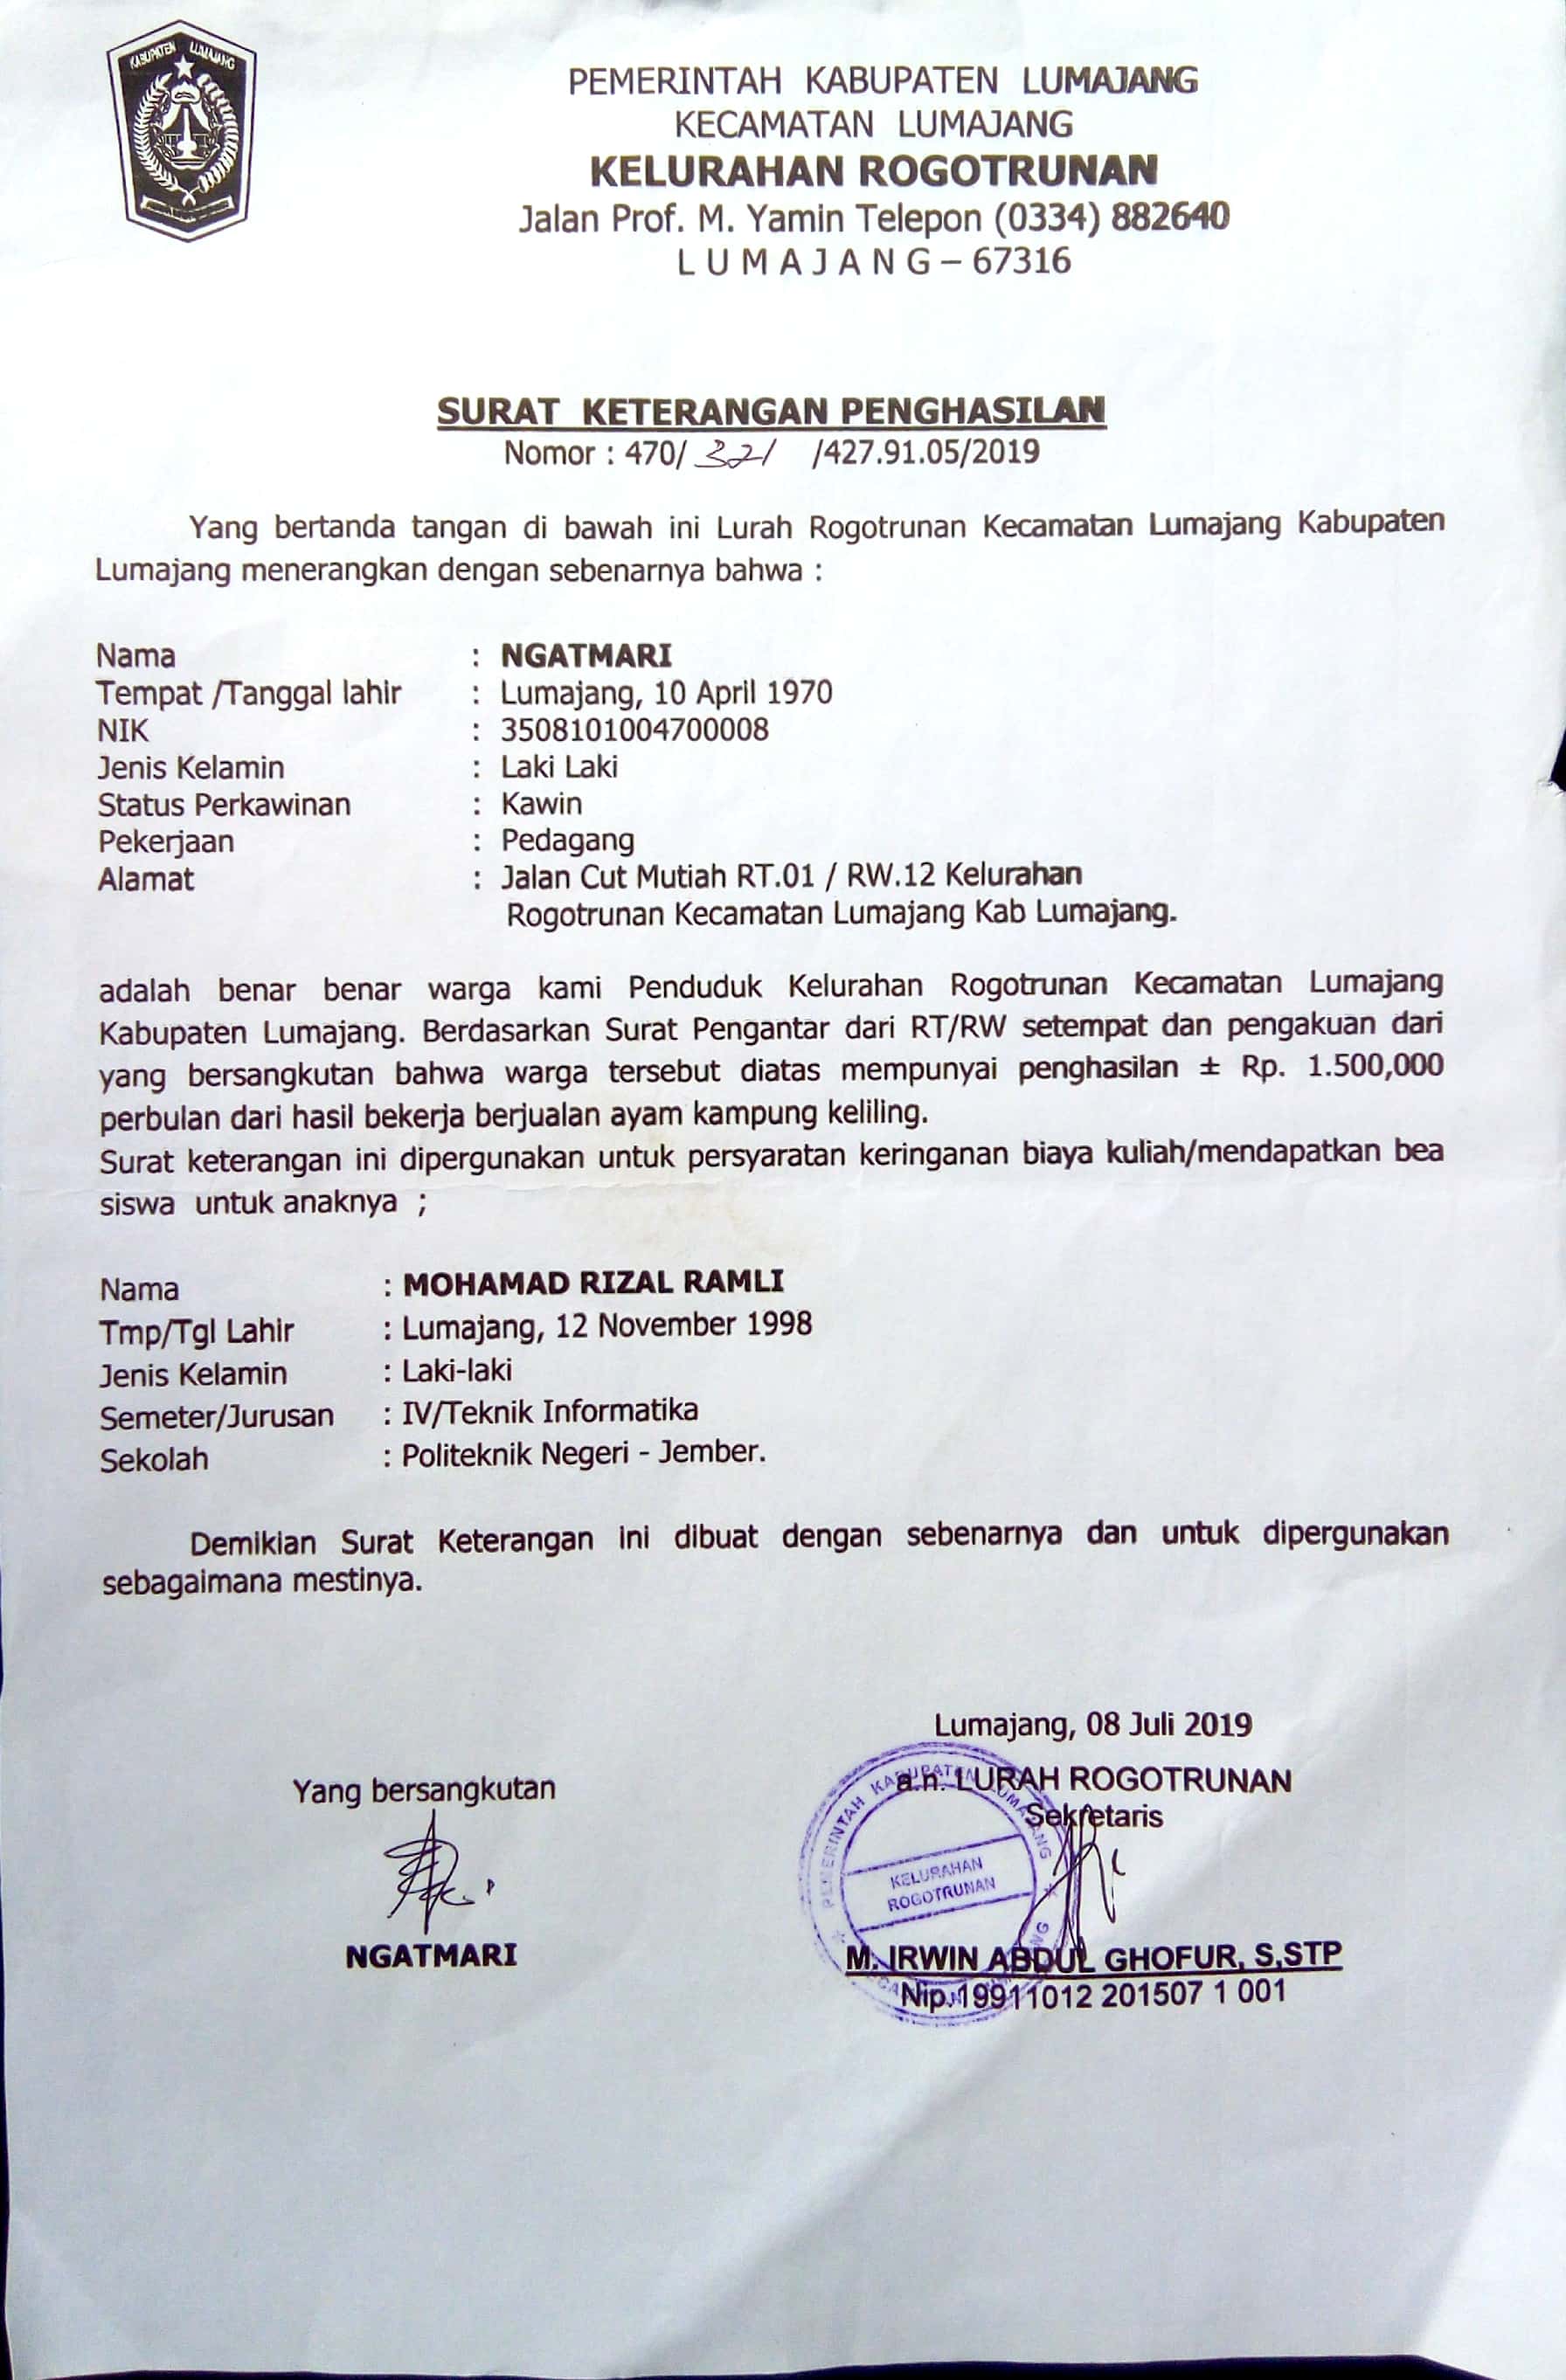 KABUPATEN LUMAJANG
PEMERINTAH KABUPATEN LUMAJANG
KECAMATAN LUMAJANG
KELURAHAN ROGOTRUNAN
Jalan Prof. M. Yamin Telepon (0334) 882640
L U M A J A N G – 67316
SURAT KETERANGAN PENGHASILAN
Nomor : 470/ 321 /427.91.05/2019
Yang bertanda tangan di bawah ini Lurah Rogotrunan Kecamatan Lumajang Kabupaten
Lumajang menerangkan dengan sebenarnya bahwa :
Nama : NGATMARI
Tempat /Tanggal lahir : Lumajang, 10 April 1970
NIK : 3508101004700008
Jenis Kelamin : Laki Laki
Status Perkawinan : Kawin
Pekerjaan : Pedagang
Alamat : Jalan Cut Mutiah RT.01 / RW.12 Kelurahan
Rogotrunan Kecamatan Lumajang Kab Lumajang.
adalah benar benar warga kami Penduduk Kelurahan Rogotrunan Kecamatan Lumajang
Kabupaten Lumajang. Berdasarkan Surat Pengantar dari RT/RW setempat dan pengakuan dari
yang bersangkutan bahwa warga tersebut diatas mempunyai penghasilan ± Rp. 1.500,000
perbulan dari hasil bekerja berjualan ayam kampung keliling.
Surat keterangan ini dipergunakan untuk persyaratan keringanan biaya kuliah/mendapatkan bea
siswa untuk anaknya ;
Nama : MOHAMAD RIZAL RAMLI
Tmp/Tgl Lahir : Lumajang, 12 November 1998
Jenis Kelamin : Laki-laki
Semeter/Jurusan : IV/Teknik Informatika
Sekolah : Politeknik Negeri - Jember.
Demikian Surat Keterangan ini dibuat dengan sebenarnya dan untuk dipergunakan
sebagaimana mestinya.
Lumajang, 08 Juli 2019
Yang bersangkutan
a.n. LURAH ROGOTRUNAN
Sekretaris
PEMERINTAH KABUPATEN LUMAJANG
KELURAHAN
ROGOTRUNAN
NGATMARI
M. IRWIN ABDUL GHOFUR, S,STP
Nip.19911012 201507 1 001